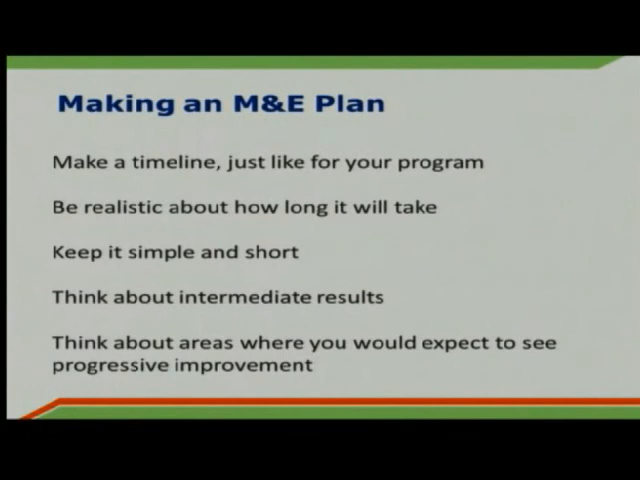 Making an M&E Plan
Make a timeline, just like for your program
Be realistic about how long it will take
Keep it simple and short
Think about intermediate results
Think about areas where you would expect to see
progressive improvement